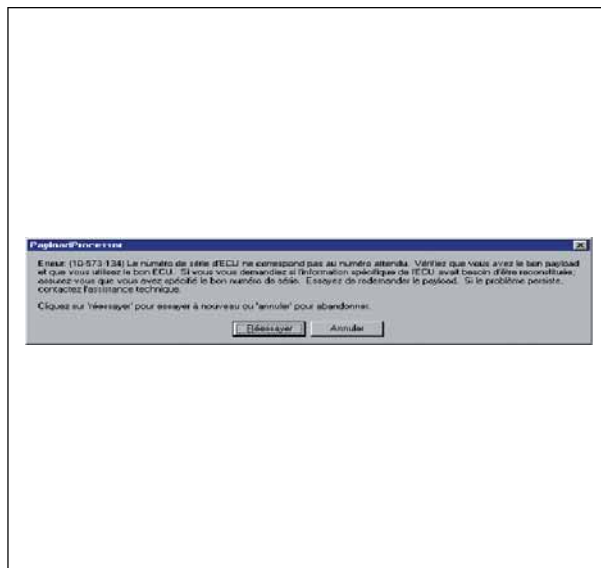 PayloadProcessor
Erreur: (10-573-134) Le numéro de série d'ECU ne correspond pas au numéro attendu. Vérifiez que vous avez le bon payload
et que vous utilisez le bon ECU. Si vous vous demandiez si l'information spécifique de l'ECU avait besoin d'être reconstituée;
assurez-vous que vous avez spécifié le bon numéro de série. Essayez de redemander le payload. Si le problème persiste,
contactez l'assistance technique.
Cliquez sur 'réessayer' pour essayer à nouveau ou 'annuler' pour abandonner.
Réessayer
Annuler